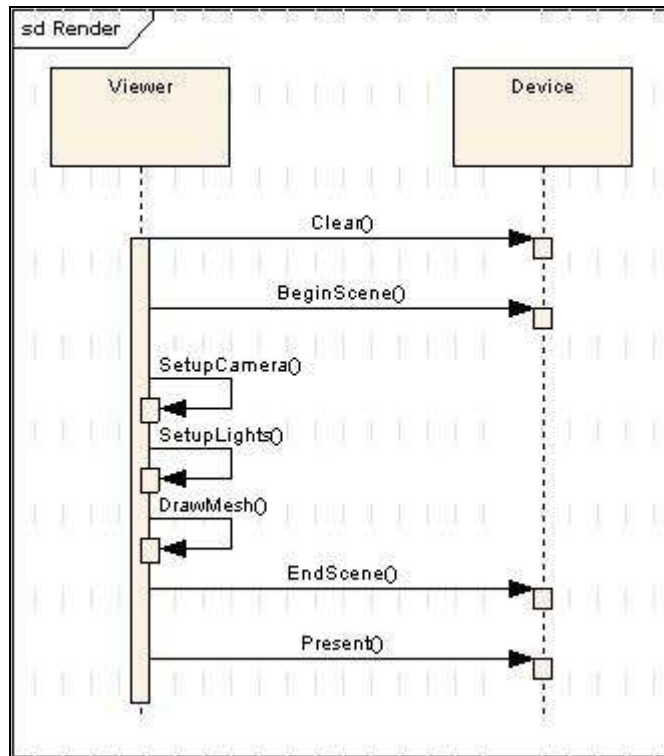 sd Render
Viewer
Device
Clear()
BeginScene()
SetupCamera()
SetupLights()
DrawMesh()
EndScene()
Present()